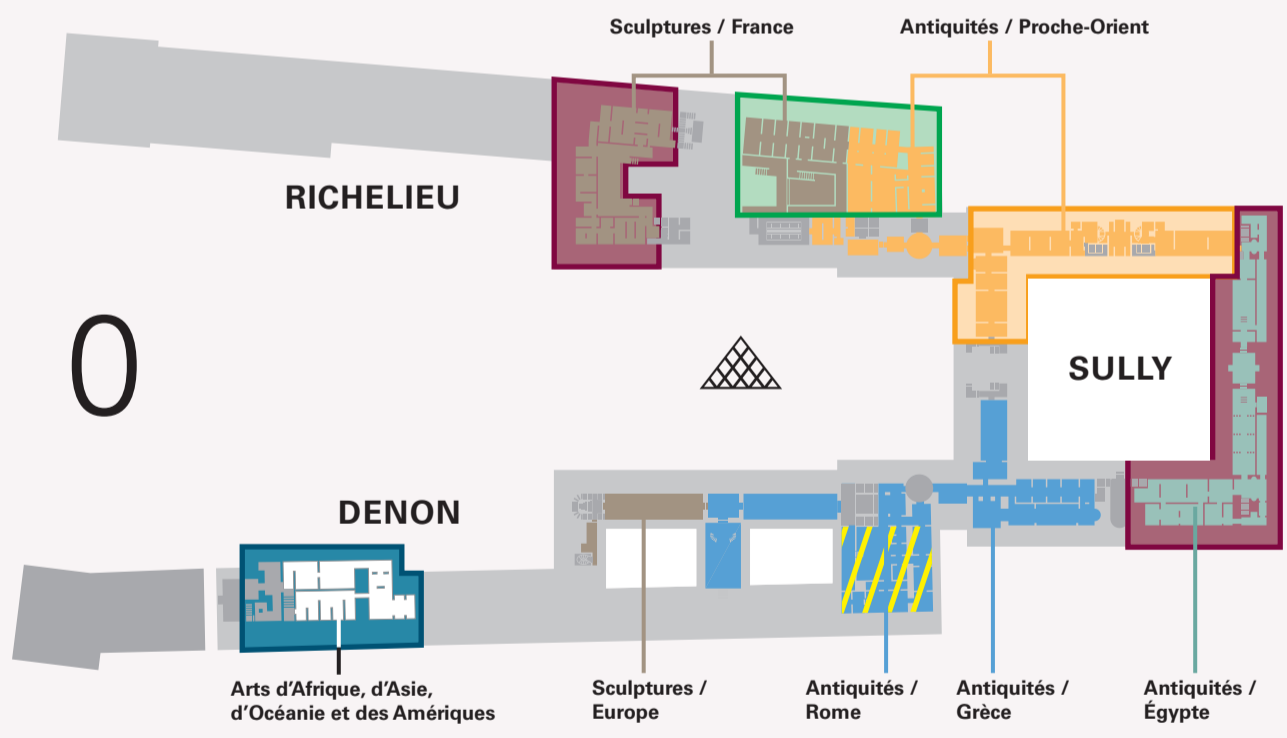 Sculptures / France
Antiquités / Proche-Orient
RICHELIEU
0
SULLY
DENON
Arts d’Afrique, d’Asie,
d’Océanie et des Amériques
Sculptures /
Europe
Antiquités /
Rome
Antiquités /
Grèce
Antiquités /
Égypte